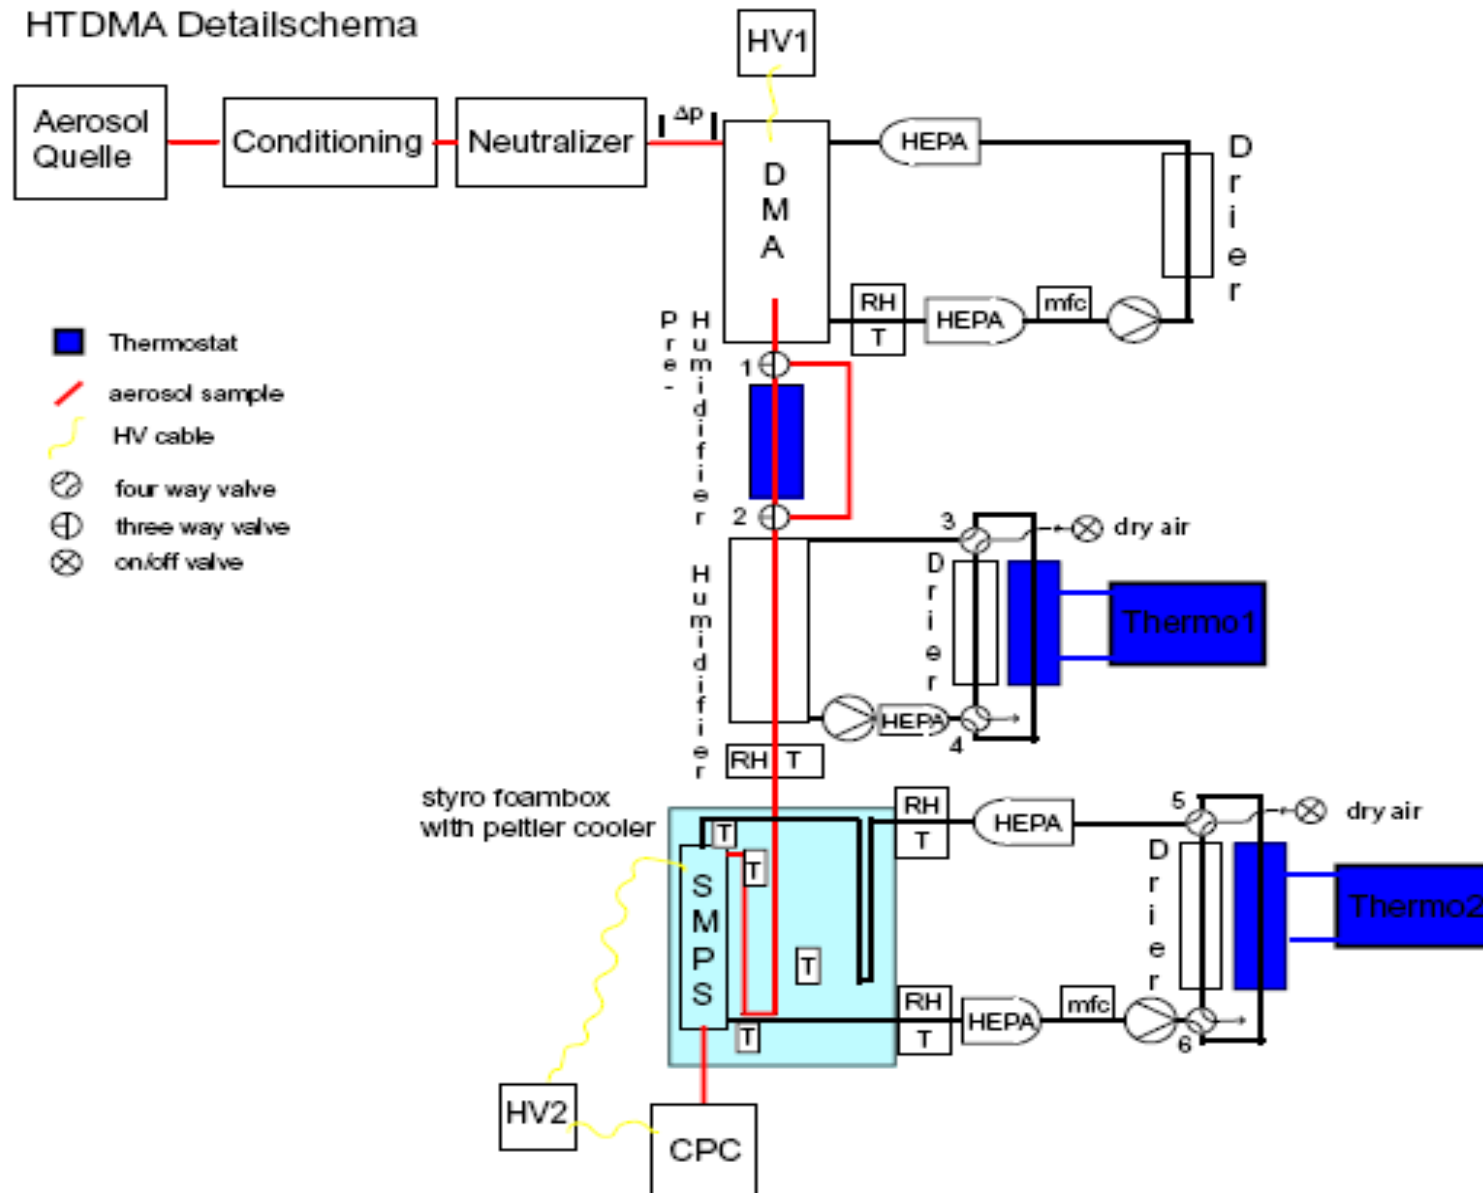 HTDMA Detailschema
HV1
Aerosol
Quelle
Conditioning
Neutralizer
Δp
DMA
HEPA
Drier
RH
T
HEPA
mfc
Pre-
Humidifier
1
2
Thermostat
aerosol sample
HV cable
four way valve
three way valve
on/off valve
Humidifier
3
dry air
Drier
Thermo1
HEPA
4
RH
T
styro foambox
with peltier cooler
T
T
SMPS
T
T
RH
T
HEPA
5
dry air
Drier
Thermo2
RH
T
HEPA
mfc
6
HV2
CPC